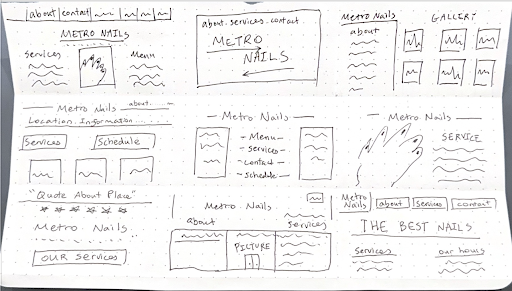 about contact
METRO NAILS
Services
Menu
about. services. contact
METRO
NAILS
Metro Nails
about
GALLERY
Metro Nails
about
Location. Information
Services
Schedule
Metro Nails
Menu
Services
Contact
Schedule
Metro Nails
SERVICE
"Quote About Place"
Metro Nails
OUR Services
Metro Nails
about
Services
PICTURE
Metro
Nails
about
Services
contact
THE BEST NAILS
Services
our hours